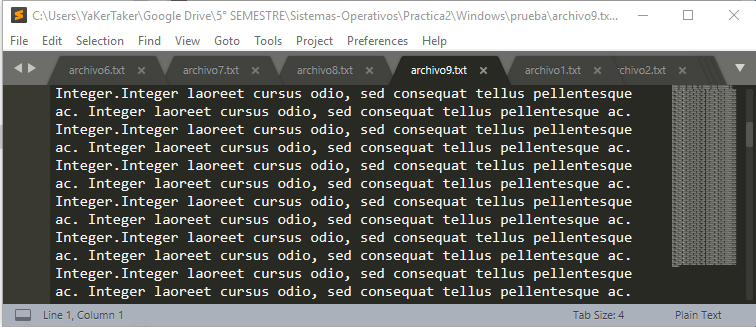 C:\Users\YaKerTaker\Google Drive\5° SEMESTRE\Sistemas-Operativos\Practica2\Windows\prueba\archivo9.tx...
File Edit Selection Find View Goto Tools Project Preferences Help
archivo6.txt archivo7.txt archivo8.txt archivo9.txt archivo1.txt rchivo2.txt
Integer.Integer laoreet cursus odio, sed consequat tellus pellentesque
ac. Integer laoreet cursus odio, sed consequat tellus pellentesque ac.
Integer.Integer laoreet cursus odio, sed consequat tellus pellentesque
ac. Integer laoreet cursus odio, sed consequat tellus pellentesque ac.
Integer.Integer laoreet cursus odio, sed consequat tellus pellentesque
ac. Integer laoreet cursus odio, sed consequat tellus pellentesque ac.
Integer.Integer laoreet cursus odio, sed consequat tellus pellentesque
ac. Integer laoreet cursus odio, sed consequat tellus pellentesque ac.
Integer.Integer laoreet cursus odio, sed consequat tellus pellentesque
ac. Integer laoreet cursus odio, sed consequat tellus pellentesque ac.
Integer.Integer laoreet cursus odio, sed consequat tellus pellentesque
ac. Integer laoreet cursus odio, sed consequat tellus pellentesque ac.
Line 1, Column 1 Tab Size: 4 Plain Text